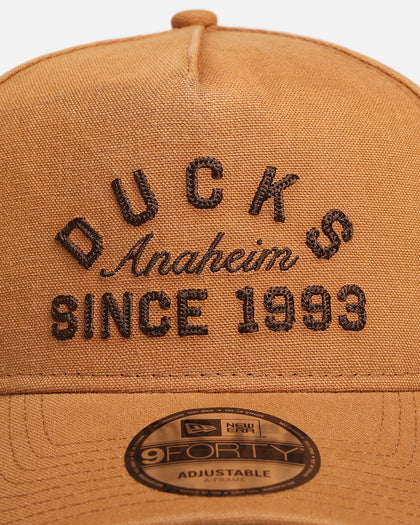 DUCKS
Anaheim
SINCE 1993
NEW ERA
9FORTY
ADJUSTABLE
A-FRAME